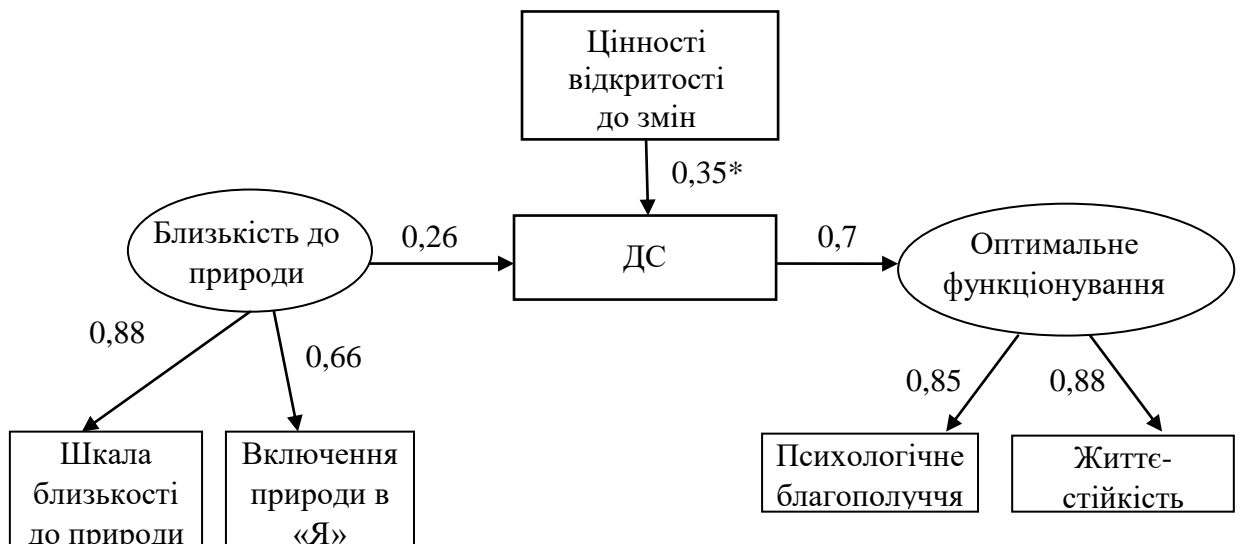 Цінності
відкритості
до змін
0,35*
Близькість до
природи
0,26
ДС
0,7
Оптимальне
функціонування
0,88
0,66
0,85
0,88
Шкала
близькості
до природи
Включення
природи в
«Я»
Психологічне
благополуччя
Життє-
стійкість